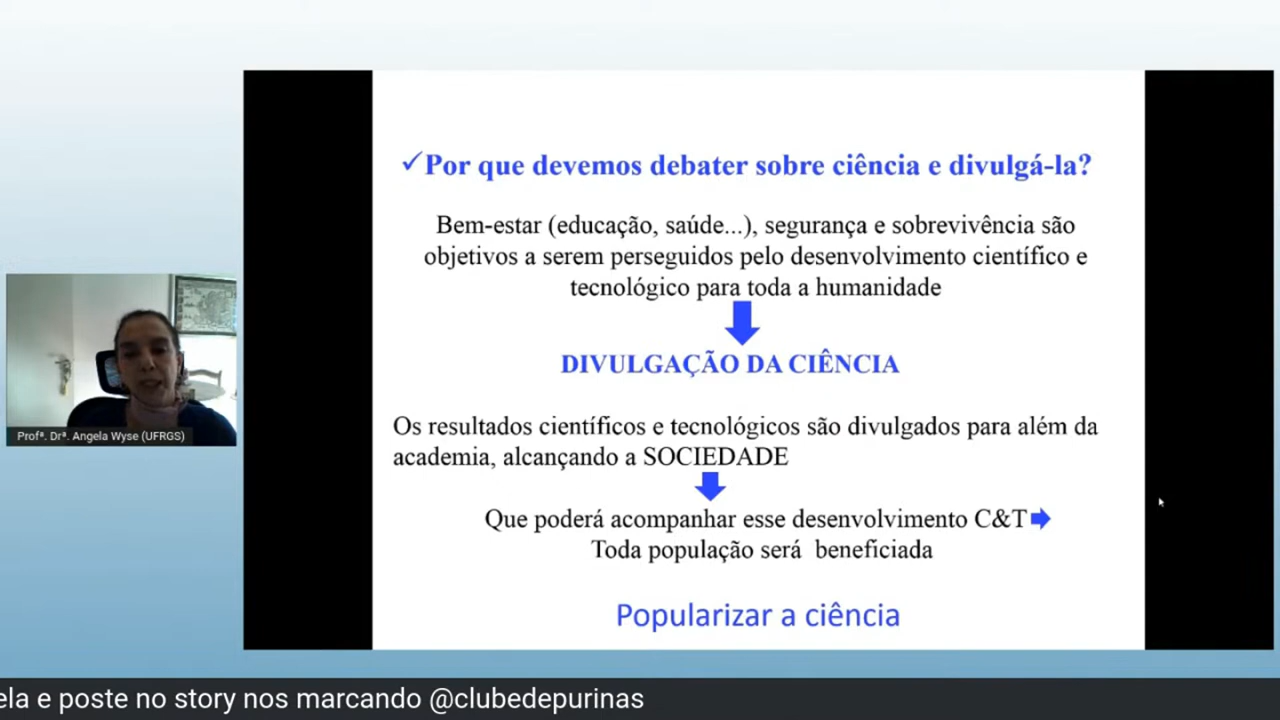 ✓Por que devemos debater sobre ciência e divulgá-la?
Bem-estar (educação, saúde...), segurança e sobrevivência são
objetivos a serem perseguidos pelo desenvolvimento científico e
tecnológico para toda a humanidade
DIVULGAÇÃO DA CIÊNCIA
Os resultados científicos e tecnológicos são divulgados para além da
academia, alcançando a SOCIEDADE
Que poderá acompanhar esse desenvolvimento C&T
Toda população será beneficiada
Popularizar a ciência
Profª. Drª. Angela Wyse (UFRGS)
ela e poste no story nos marcando @clubedepurinas